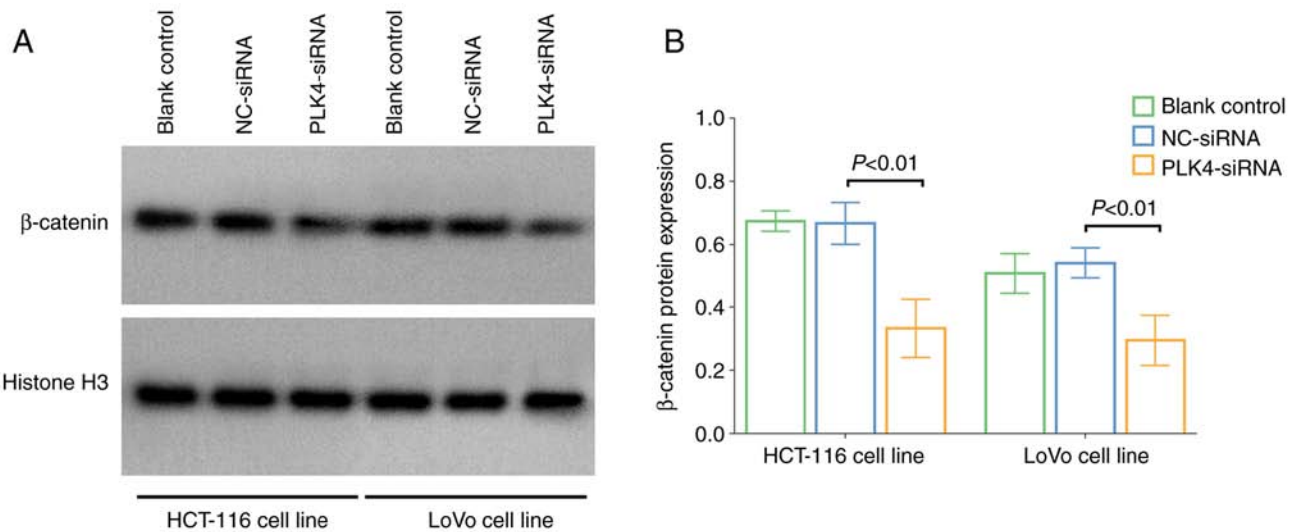 A
Blank control
NC-siRNA
PLK4-siRNA
Blank control
NC-siRNA
PLK4-siRNA
β-catenin
Histone H3
HCT-116 cell line
LoVo cell line
B
Blank control
NC-siRNA
PLK4-siRNA
β-catenin protein expression
1.0
0.8
0.6
0.4
0.2
0.0
P<0.01
P<0.01
HCT-116 cell line
LoVo cell line